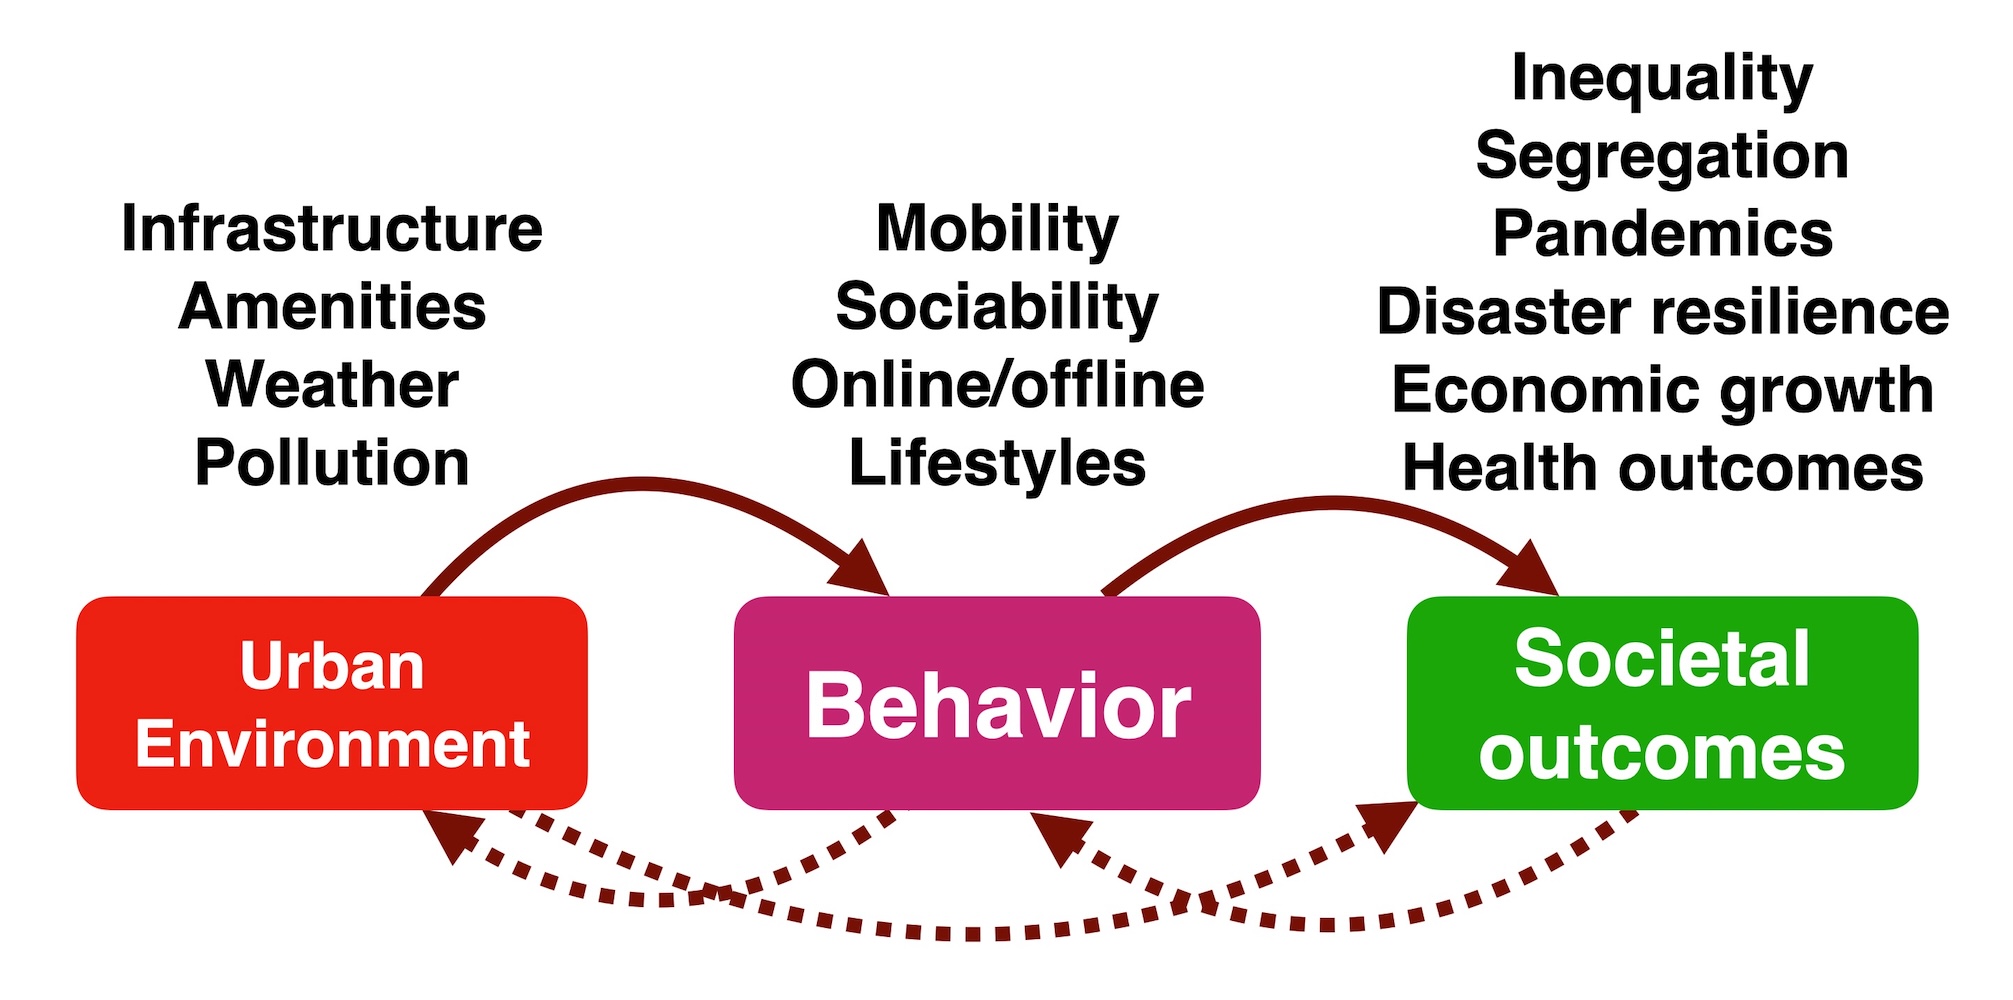 Infrastructure
Amenities
Weather
Pollution
Urban
Environment
Mobility
Sociability
Online/offline
Lifestyles
Behavior
Inequality
Segregation
Pandemics
Disaster resilience
Economic growth
Health outcomes
Societal
outcomes